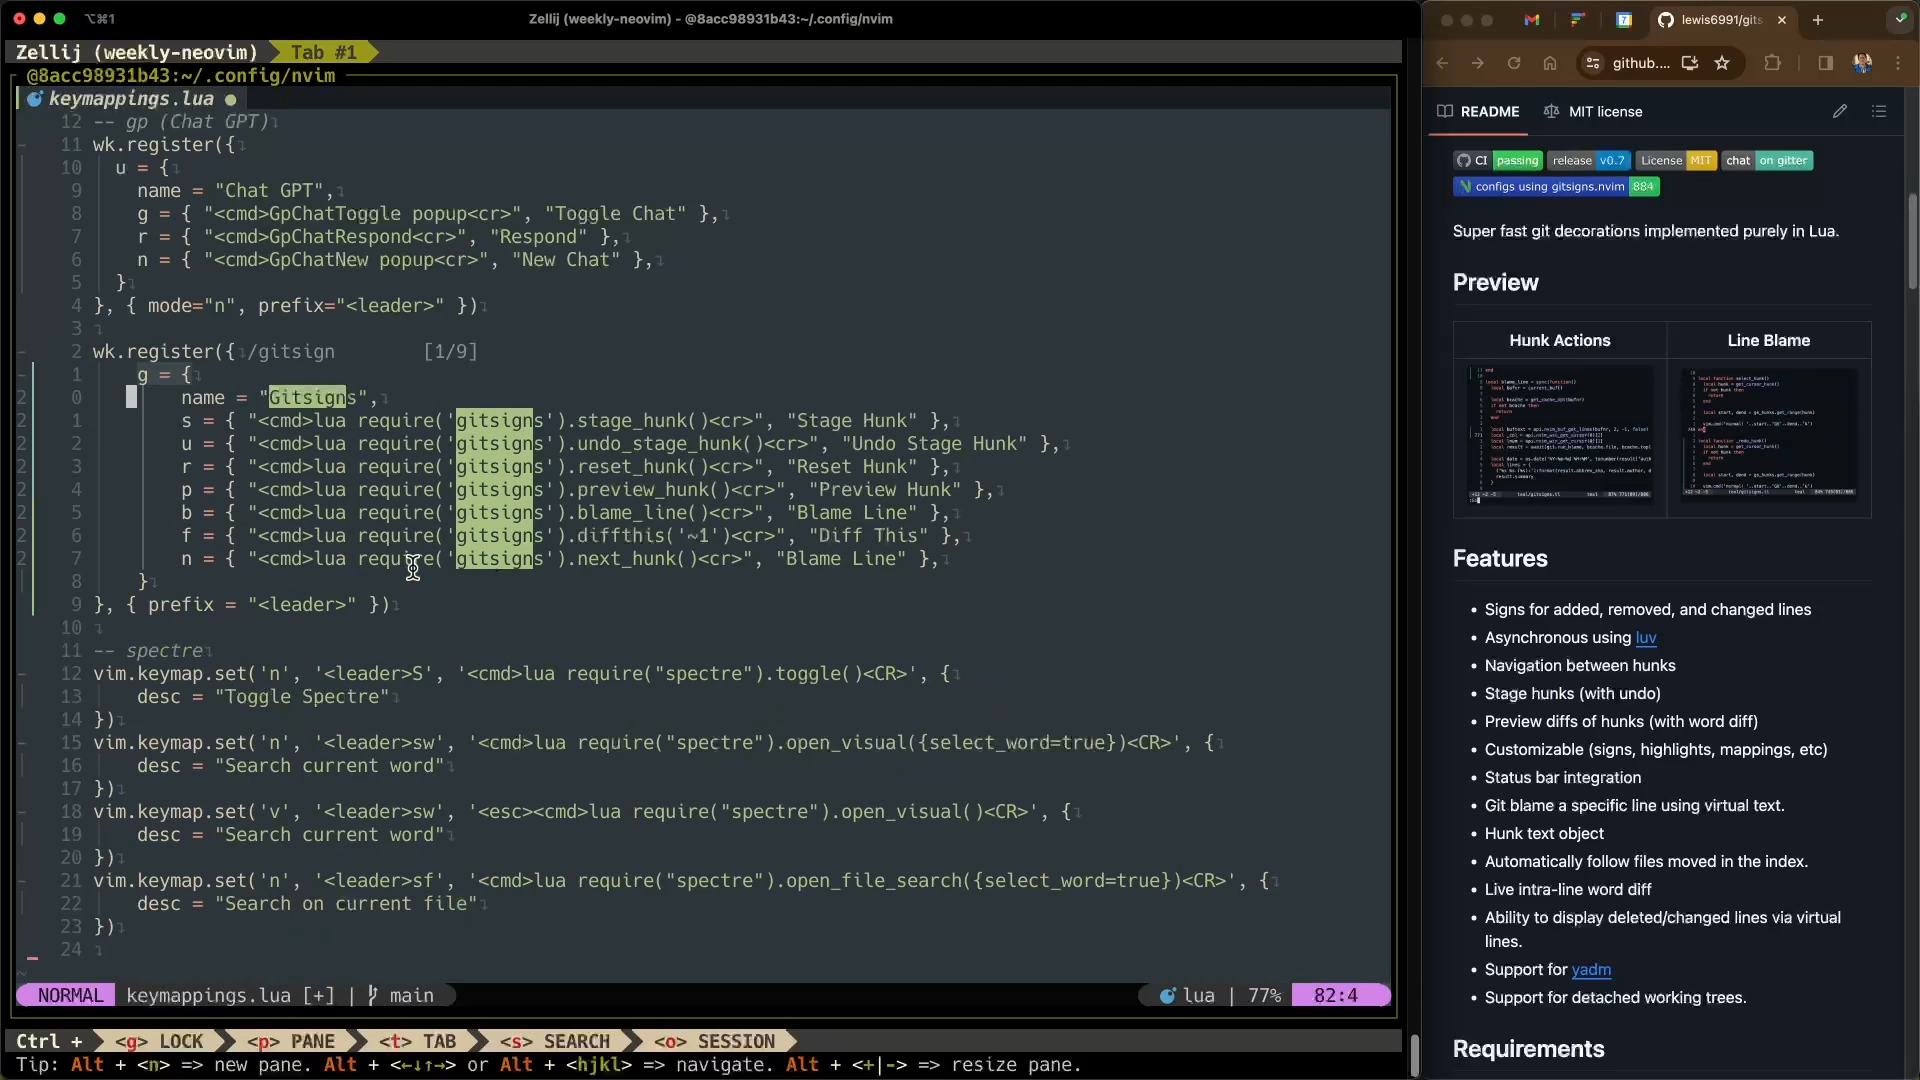 ⌥⌘1
Zellij (weekly-neovim) - @8acc98931b43:~/.config/nvim
Zellij (weekly-neovim) Tab #1
@8acc98931b43:~/.config/nvim
keymappings.lua ●
12 -- gp (Chat GPT)
11 wk.register({
10 u = {
9 name = "Chat GPT",
8 g = { "<cmd>GpChatToggle popup<cr>", "Toggle Chat" },
7 r = { "<cmd>GpChatRespond<cr>", "Respond" },
6 n = { "<cmd>GpChatNew popup<cr>", "New Chat" },
5 }
4 }, { mode="n", prefix="<leader>" })
3
2 wk.register({ /gitsign [1/9]
1 g = {
2 0 name = "Gitsigns",
2 1 s = { "<cmd>lua require('gitsigns').stage_hunk()<cr>", "Stage Hunk" },
2 2 u = { "<cmd>lua require('gitsigns').undo_stage_hunk()<cr>", "Undo Stage Hunk" },
2 3 r = { "<cmd>lua require('gitsigns').reset_hunk()<cr>", "Reset Hunk" },
2 4 p = { "<cmd>lua require('gitsigns').preview_hunk()<cr>", "Preview Hunk" },
2 5 b = { "<cmd>lua require('gitsigns').blame_line()<cr>", "Blame Line" },
2 6 f = { "<cmd>lua require('gitsigns').diffthis('~1')<cr>", "Diff This" },
2 7 n = { "<cmd>lua require('gitsigns').next_hunk()<cr>", "Blame Line" },
8 }
9 }, { prefix = "<leader>" })
10
11 -- spectre
12 vim.keymap.set('n', '<leader>S', '<cmd>lua require("spectre").toggle()<CR>', {
13 desc = "Toggle Spectre"
14 })
15 vim.keymap.set('n', '<leader>sw', '<cmd>lua require("spectre").open_visual({select_word=true})<CR>', {
16 desc = "Search current word"
17 })
18 vim.keymap.set('v', '<leader>sw', '<esc><cmd>lua require("spectre").open_visual()<CR>', {
19 desc = "Search current word"
20 })
21 vim.keymap.set('n', '<leader>sf', '<cmd>lua require("spectre").open_file_search({select_word=true})<CR>', {
22 desc = "Search on current file"
23 })
24
~
NORMAL keymappings.lua [+] | main lua | 77% 82:4
Ctrl + <g> LOCK <p> PANE <t> TAB <s> SEARCH <o> SESSION
Tip: Alt + <n> => new pane. Alt + <←↓↑→> or Alt + <hjkl> => navigate. Alt + <+|-> => resize pane.
7 lewis6991/gits
github....
README MIT license
CI passing release v0.7 License MIT chat on gitter
configs using gitsigns.nvim 884
Super fast git decorations implemented purely in Lua.
Preview
Hunk Actions Line Blame
Features
• Signs for added, removed, and changed lines
• Asynchronous using luv
• Navigation between hunks
• Stage hunks (with undo)
• Preview diffs of hunks (with word diff)
• Customizable (signs, highlights, mappings, etc)
• Status bar integration
• Git blame a specific line using virtual text.
• Hunk text object
• Automatically follow files moved in the index.
• Live intra-line word diff
• Ability to display deleted/changed lines via virtual
lines.
• Support for yadm
• Support for detached working trees.
Requirements